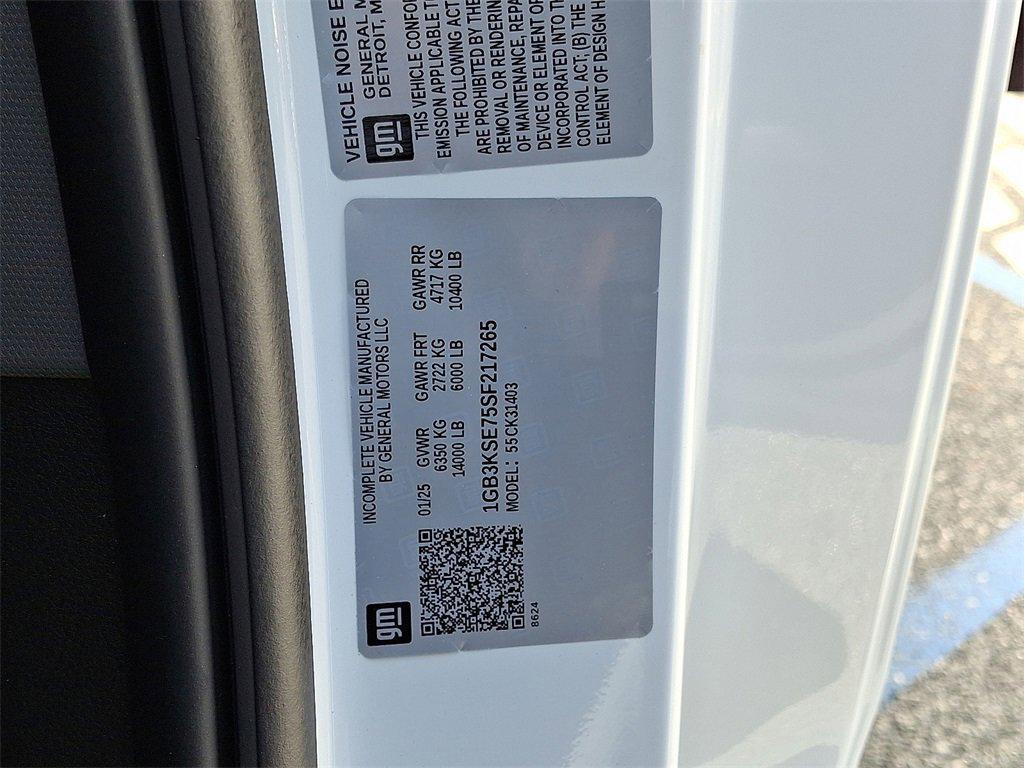 VEHICLE NOISE E
gm
GENERAL M
DETROIT, M
THIS VEHICLE CONFO
EMISSION APPLICABLE T
THE FOLLOWING ACT
ARE PROHIBITED BY THE
REMOVAL OR RENDERING
OF MAINTENANCE, REPA
DEVICE OR ELEMENT OF
INCORPORATED INTO TH
CONTROL ACT, (B) THE
ELEMENT OF DESIGN H
gm
INCOMPLETE VEHICLE MANUFACTURED
BY GENERAL MOTORS LLC
01/25 GVWR GAWR FRT GAWR RR
6350 KG 2722 KG 4717 KG
14000 LB 6000 LB 10400 LB
1GB3KSE75SF217265
MODEL: 55CK31403
8624